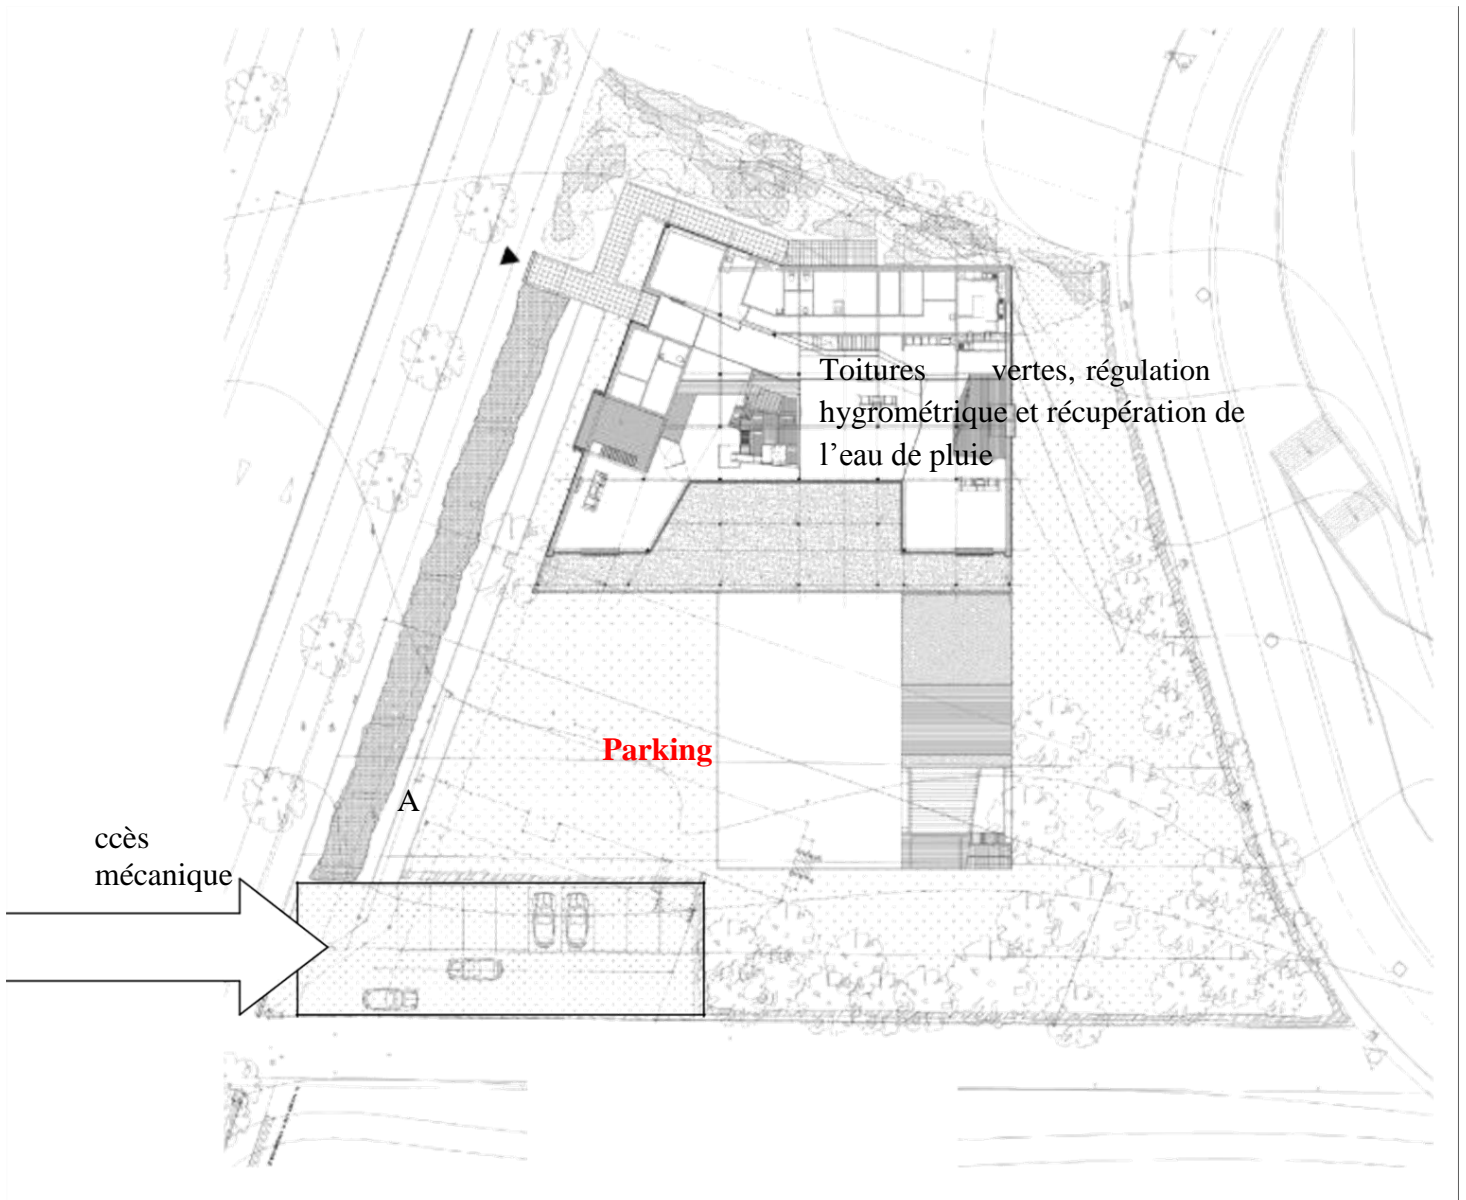 Toitures vertes, régulation
hygrométrique et récupération de
l’eau de pluie
Parking
A
ccès
mécanique